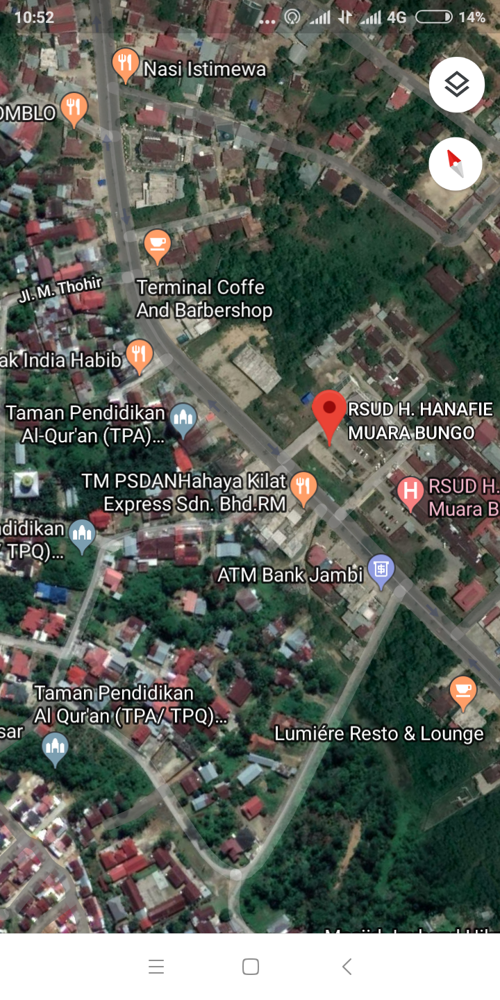 10:52
... 4G 14%
Nasi Istimewa
OMBLO
Jl. M. Thohir
Terminal Coffe
And Barbershop
ak India Habib
Taman Pendidikan
Al-Qur'an (TPA)...
RSUD H. HANAFIE
MUARA BUNGO
TM PSDANHahaya Kilat
Express Sdn. Bhd.RM
H
RSUD H.
Muara B
didikan
/ TPQ)...
ATM Bank Jambi
Taman Pendidikan
Al Qur'an (TPA/ TPQ)...
sar
Lumiére Resto & Lounge